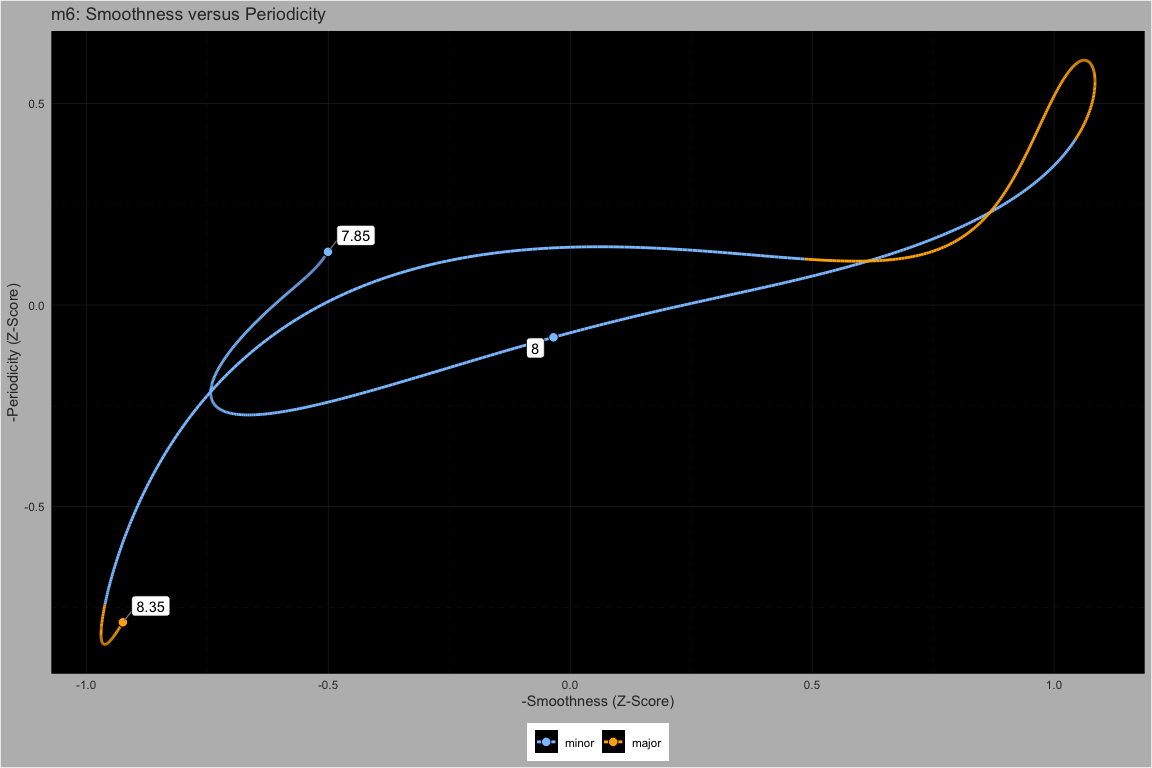 m6: Smoothness versus Periodicity
0.5
0.0
-0.5
-Periodicity (Z-Score)
7.85
8
8.35
-1.0 -0.5 0.0 0.5 1.0
-Smoothness (Z-Score)
minor major